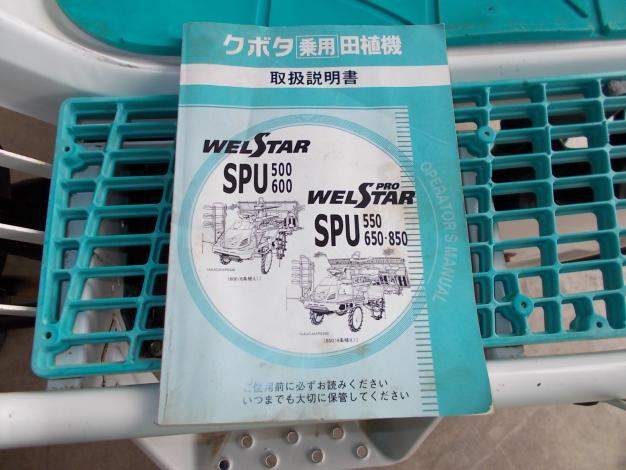 クボタ 乗用 田植機
取扱説明書
WELSTAR
SPU 500
600
WELSTAR PRO
SPU 550
650・850
OPERATOR'S MANUAL
ご使用前に必ずお読みください
いつまでも大切に保管してください